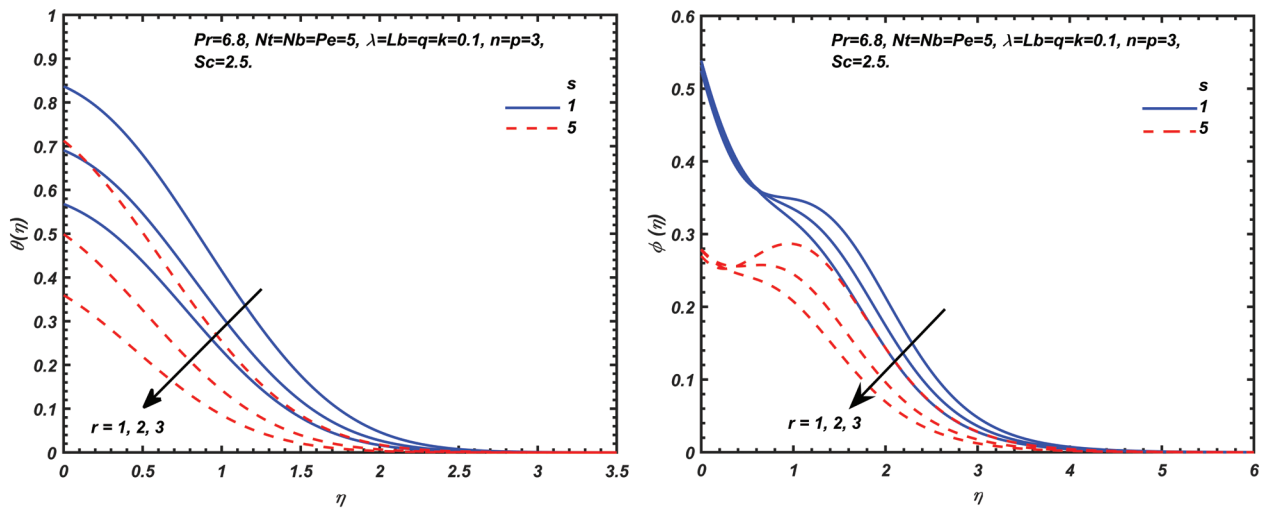 1
0.9
0.8
0.7
0.6
0.5
0.4
0.3
0.2
0.1
0
θ(η)
0 0.5 1 1.5 2 2.5 3 3.5
η
Pr=6.8, Nt=Nb=Pe=5, λ=Lb=q=k=0.1, n=p=3,
Sc=2.5.
s
1
5
r = 1, 2, 3
0.6
0.5
0.4
0.3
0.2
0.1
0
ϕ (η)
0 1 2 3 4 5 6
η
Pr=6.8, Nt=Nb=Pe=5, λ=Lb=q=k=0.1, n=p=3,
Sc=2.5.
s
1
5
r = 1, 2, 3